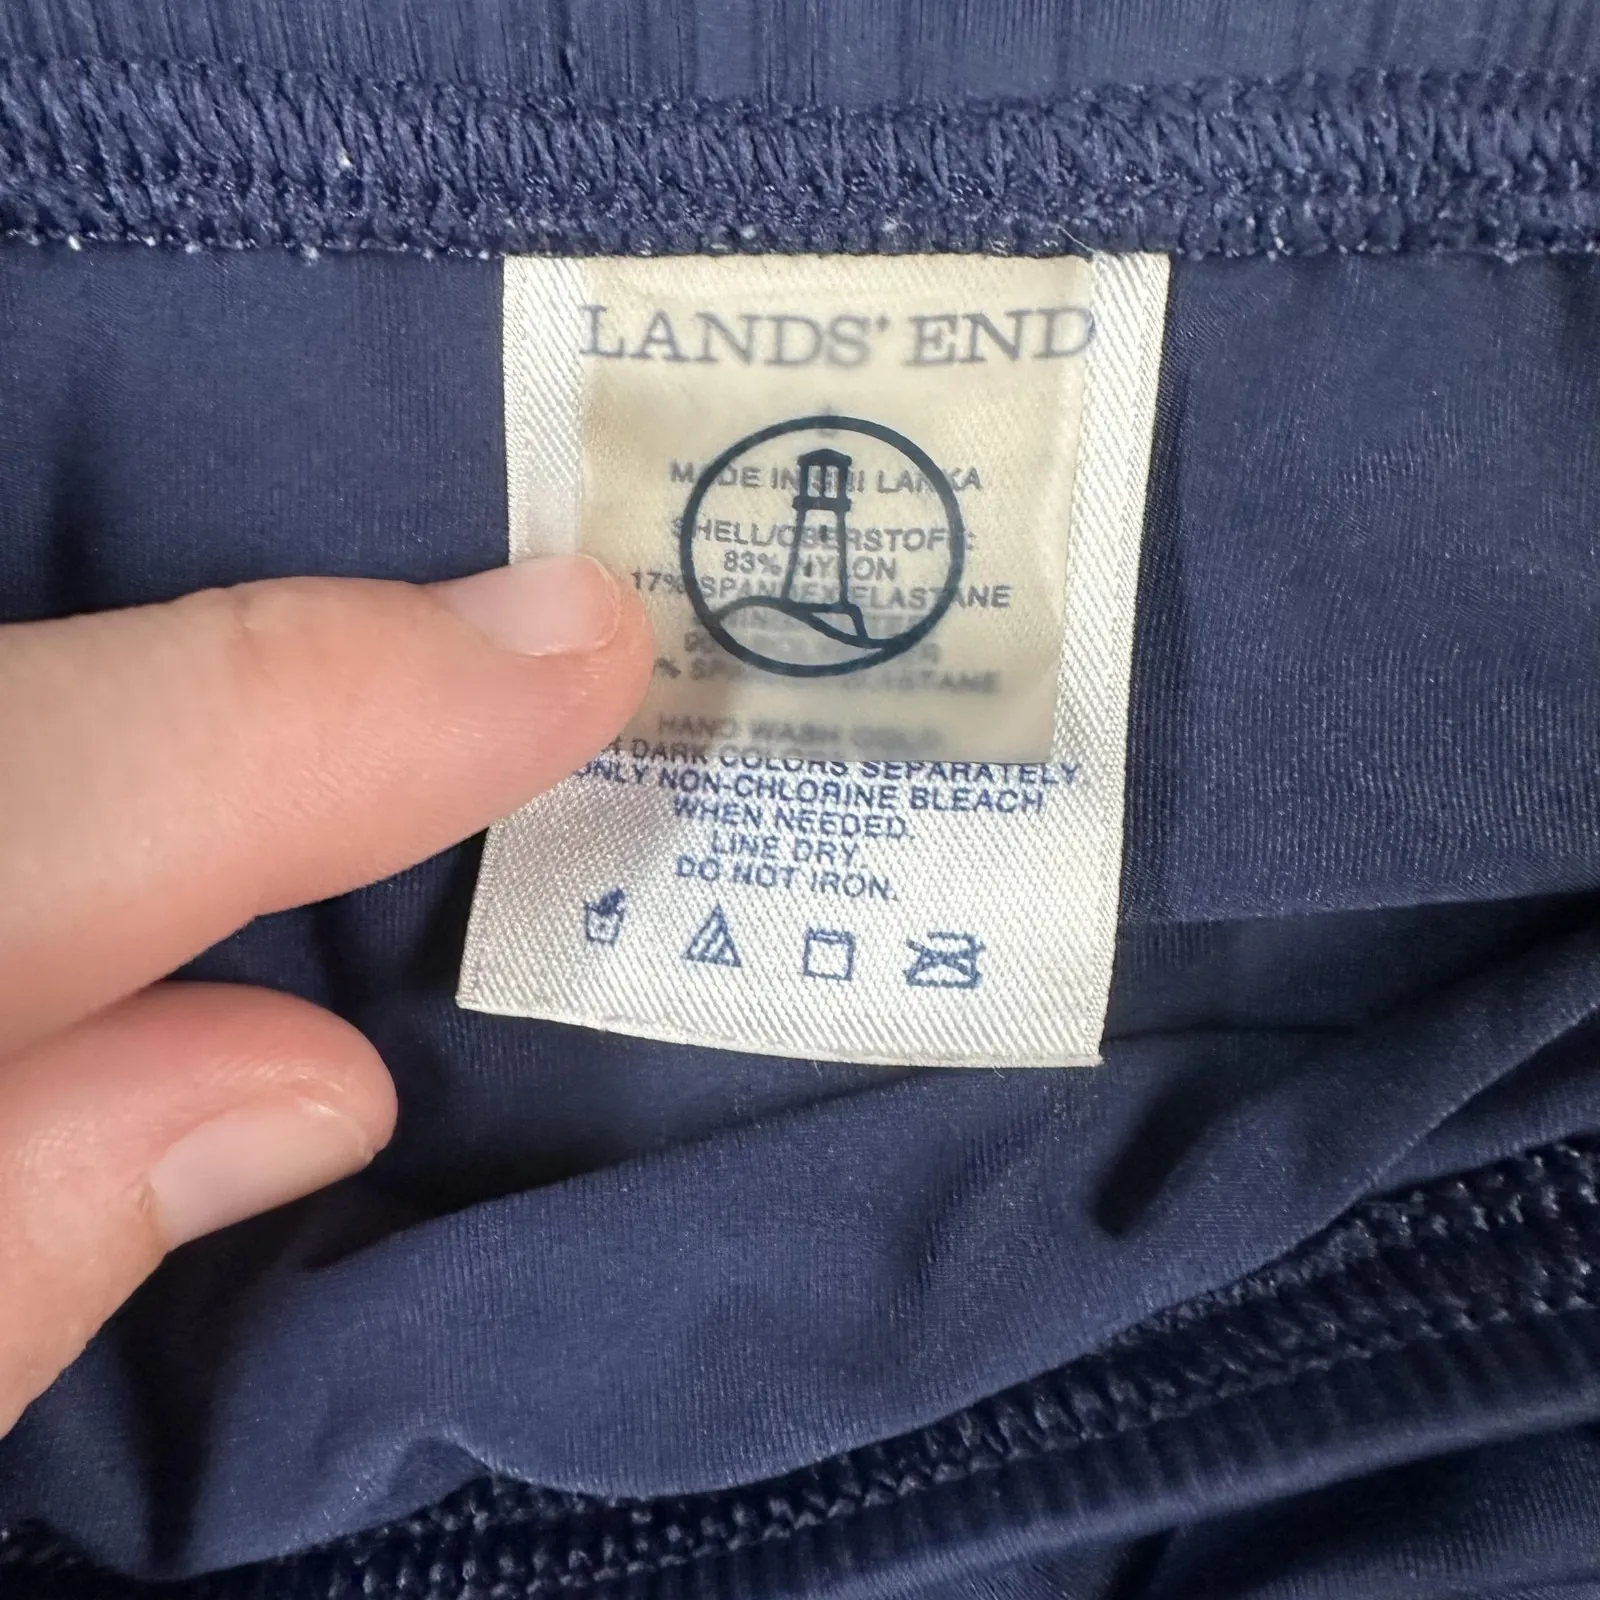 LANDS' END
MADE IN SRI LANKA
SHELL/OBERSTOFF:
83% NYLON
17% SPANDEX/ELASTANE
HAND WASH COLD
DARK COLORS SEPARATELY
ONLY NON-CHLORINE BLEACH
WHEN NEEDED.
LINE DRY.
DO NOT IRON.